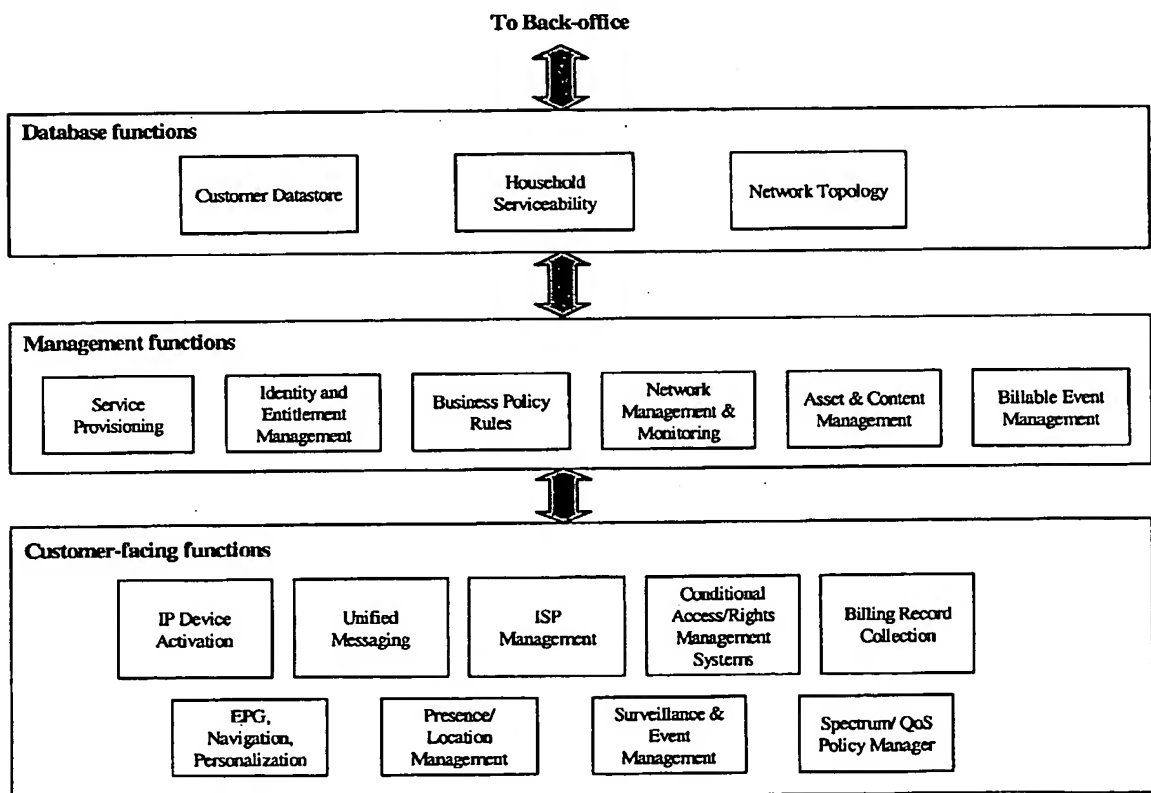 To Back-office
Database functions
Customer Datastore
Household
Serviceability
Network Topology
Management functions
Service
Provisioning
Identity and
Entitlement
Management
Business Policy
Rules
Network
Management &
Monitoring
Asset & Content
Management
Billable Event
Management
Customer-facing functions
IP Device
Activation
Unified
Messaging
ISP
Management
Conditional
Access/Rights
Management
Systems
Billing Record
Collection
EPG,
Navigation,
Personalization
Presence/
Location
Management
Surveillance &
Event
Management
Spectrum/ QoS
Policy Manager